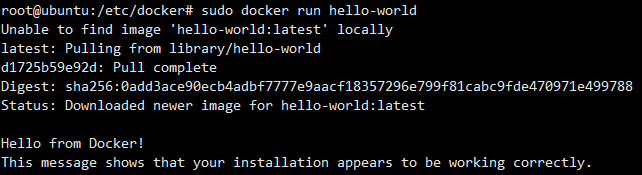 root@ubuntu:/etc/docker# sudo docker run hello-world
Unable to find image 'hello-world:latest' locally
latest: Pulling from library/hello-world
d1725b59e92d: Pull complete
Digest: sha256:0add3ace90ecb4adbf7777e9aacf18357296e799f81cabc9fde470971e499788
Status: Downloaded newer image for hello-world:latest

Hello from Docker!
This message shows that your installation appears to be working correctly.